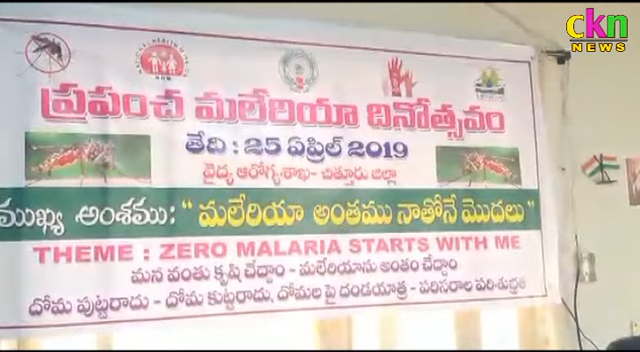 ckn
NEWS
ప్రపంచ మలేరియా దినోత్సవం
తేది : 25 ఏప్రిల్ 2019
వైద్య ఆరోగ్యశాఖ- చిత్తూరు జిల్లా
ముఖ్య అంశము: " మలేరియా అంతము నాతోనే మొదలు "
THEME : ZERO MALARIA STARTS WITH ME
మన వంతు కృషి చేద్దాం - మలేరియాను అంతం చేద్దాం
దోమ పుట్టరాదు - దోమ కుట్టరాదు, దోమల పై దండయాత్ర - పరిసరాల పరిశుభ్రత